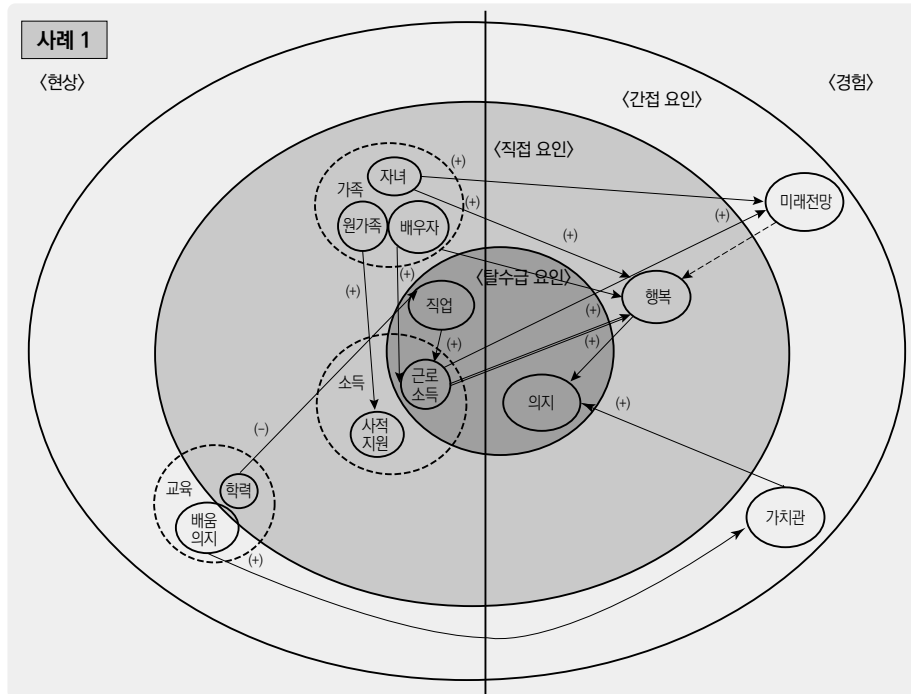 사례 1
〈현상〉
〈경험〉
〈간접 요인〉
〈직접 요인〉
(+)
자녀
가족
(+)
미래전망
(+)
원가족
배우자
(+)
(+)
〈탈수급 요인〉
(+)
행복
직업
(+)
(+)
(+)
소득
근로
소득
의지
(+)
사적
지원
(-)
교육
학력
배움
의지
가치관
(+)